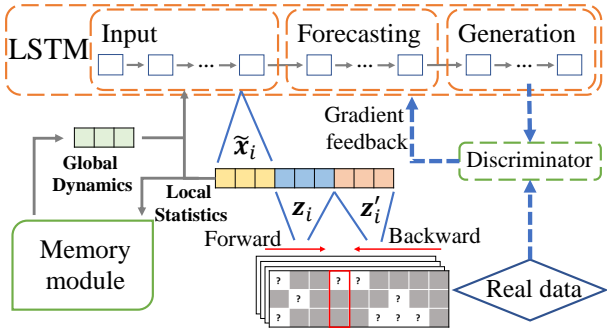 LSTM
Input
Forecasting
Generation
...
...
...
Gradient
feedback
Discriminator
Global
Dynamics
Local
Statistics
x̃ᵢ
zᵢ
z′ᵢ
Memory
module
Forward
Backward
Real data
? ? ?
? ?
? ? ? ?